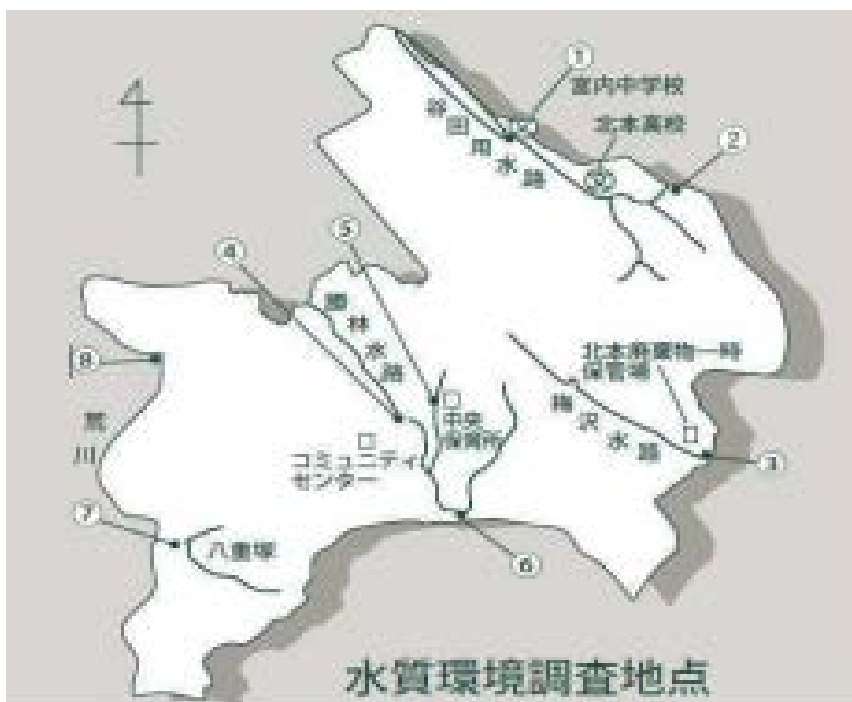 ①
宮内中学校
谷田用水路
北本高校
②
⑤
④
勝林水路
北本廃棄物一時
保管場
⑧
荒川
梅沢水路
中央
保育所
コミュニティ
センター
③
⑦
八重塚
⑥
水質環境調査地点